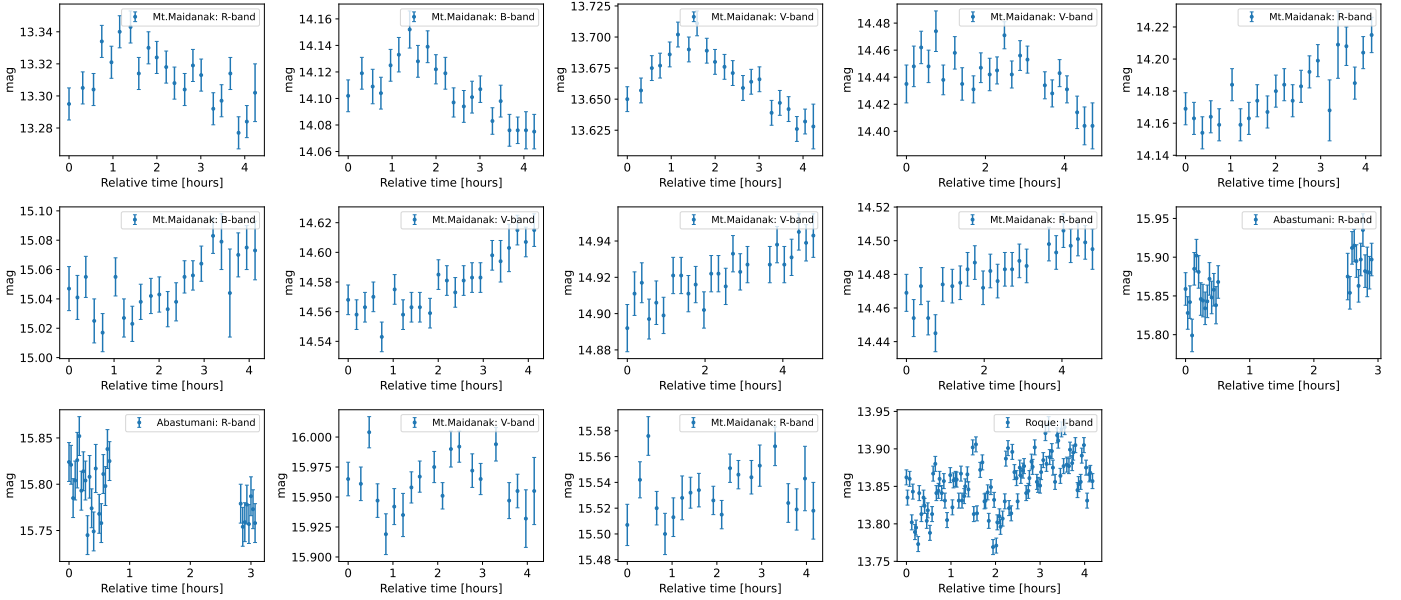 Mt.Maidanak: R-band
mag
13.34
13.32
13.30
13.28
0 1 2 3 4
Relative time [hours]
Mt.Maidanak: B-band
mag
14.16
14.14
14.12
14.10
14.08
14.06
0 1 2 3 4
Relative time [hours]
Mt.Maidanak: V-band
mag
13.725
13.700
13.675
13.650
13.625
0 1 2 3 4
Relative time [hours]
Mt.Maidanak: V-band
mag
14.48
14.46
14.44
14.42
14.40
0 2 4
Relative time [hours]
Mt.Maidanak: R-band
mag
14.22
14.20
14.18
14.16
14.14
0 1 2 3 4
Relative time [hours]
Mt.Maidanak: B-band
mag
15.10
15.08
15.06
15.04
15.02
15.00
0 1 2 3 4
Relative time [hours]
Mt.Maidanak: V-band
mag
14.62
14.60
14.58
14.56
14.54
0 1 2 3 4
Relative time [hours]
Mt.Maidanak: V-band
mag
14.94
14.92
14.90
14.88
0 2 4
Relative time [hours]
Mt.Maidanak: R-band
mag
14.52
14.50
14.48
14.46
14.44
0 2 4
Relative time [hours]
Abastumani: R-band
mag
15.95
15.90
15.85
15.80
0 1 2 3
Relative time [hours]
Abastumani: R-band
mag
15.85
15.80
15.75
0 1 2 3
Relative time [hours]
Mt.Maidanak: V-band
mag
16.000
15.975
15.950
15.925
15.900
0 1 2 3 4
Relative time [hours]
Mt.Maidanak: R-band
mag
15.58
15.56
15.54
15.52
15.50
15.48
0 1 2 3 4
Relative time [hours]
Roque: I-band
mag
13.95
13.90
13.85
13.80
13.75
0 1 2 3 4
Relative time [hours]